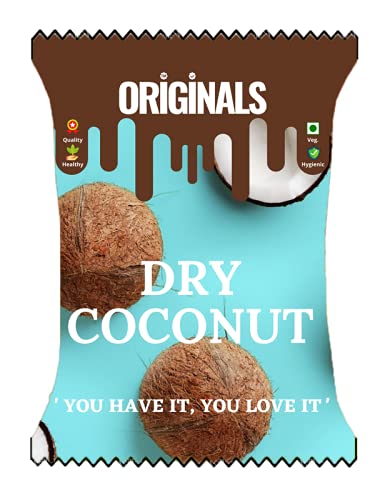 ORIGINALS
Quality
Healthy
Veg.
Hygienic
DRY
COCONUT
' YOU HAVE IT, YOU LOVE IT '